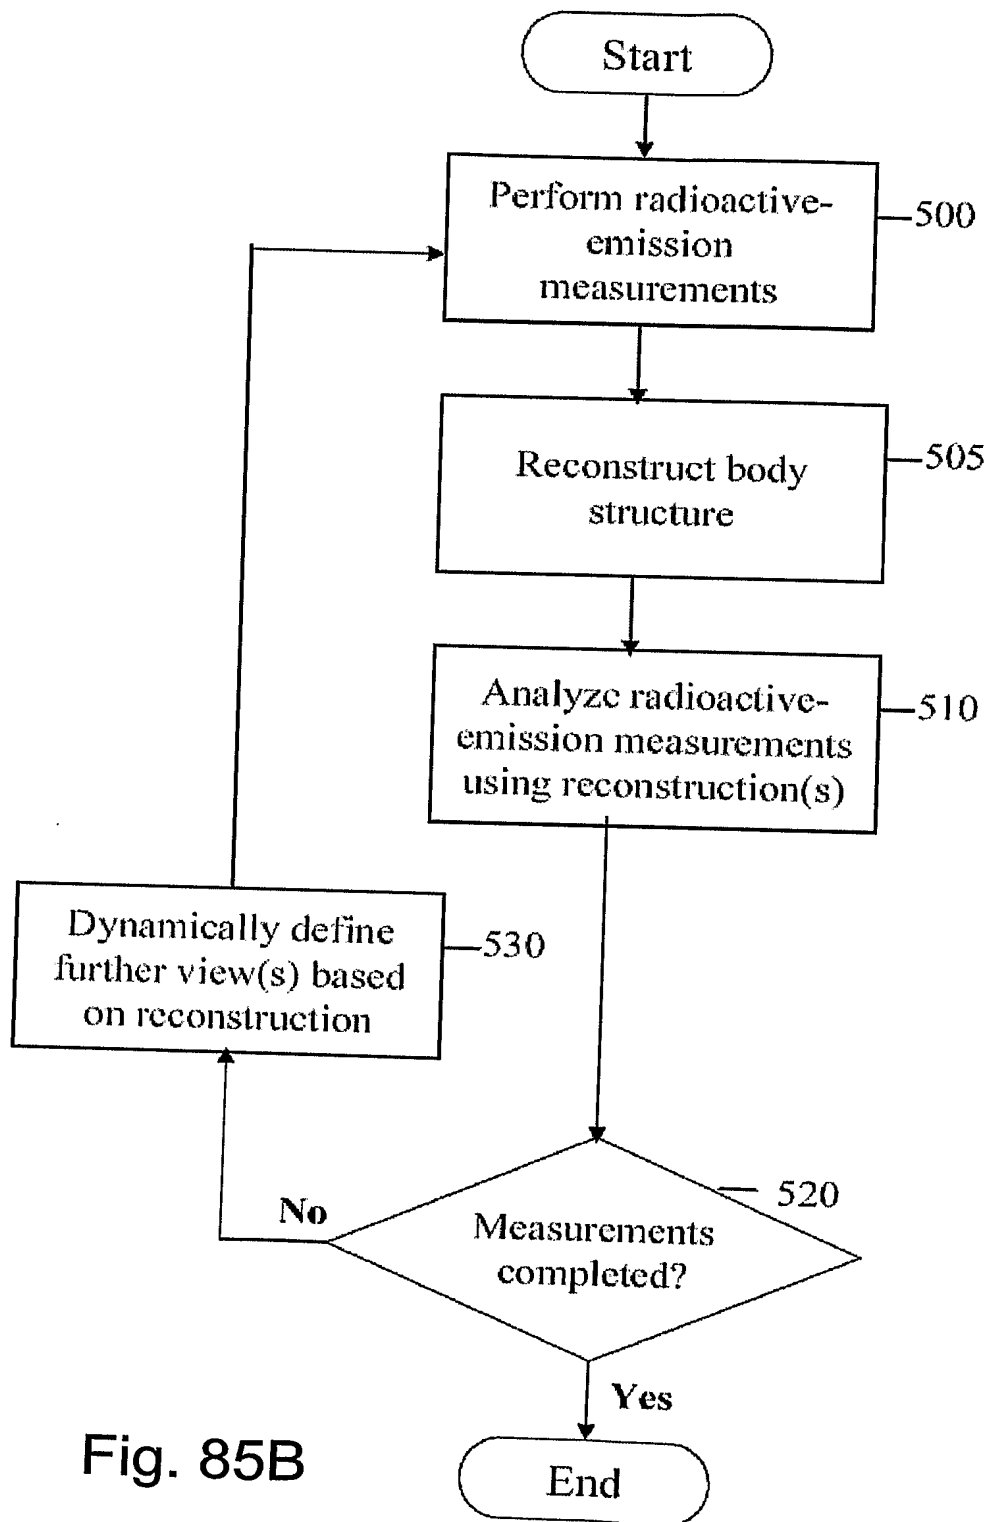 Start
Perform radioactive-
emission
measurements
500
Reconstruct body
structure
505
Analyze radioactive-
emission measurements
using reconstruction(s)
510
Dynamically define
further view(s) based
on reconstruction
530
520
No
Measurements
completed?
Yes
Fig. 85B
End